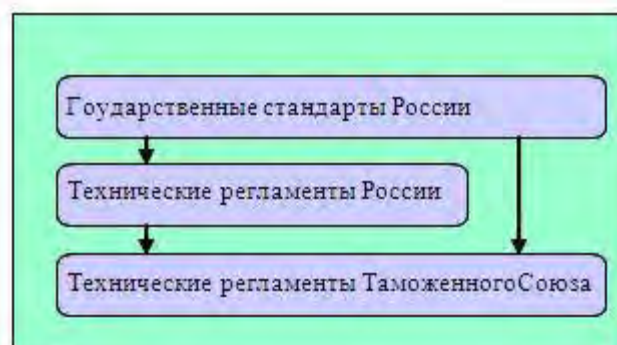 Гоударственные стандарты России
Технические регламенты России
Технические регламенты ТаможенногоСоюза